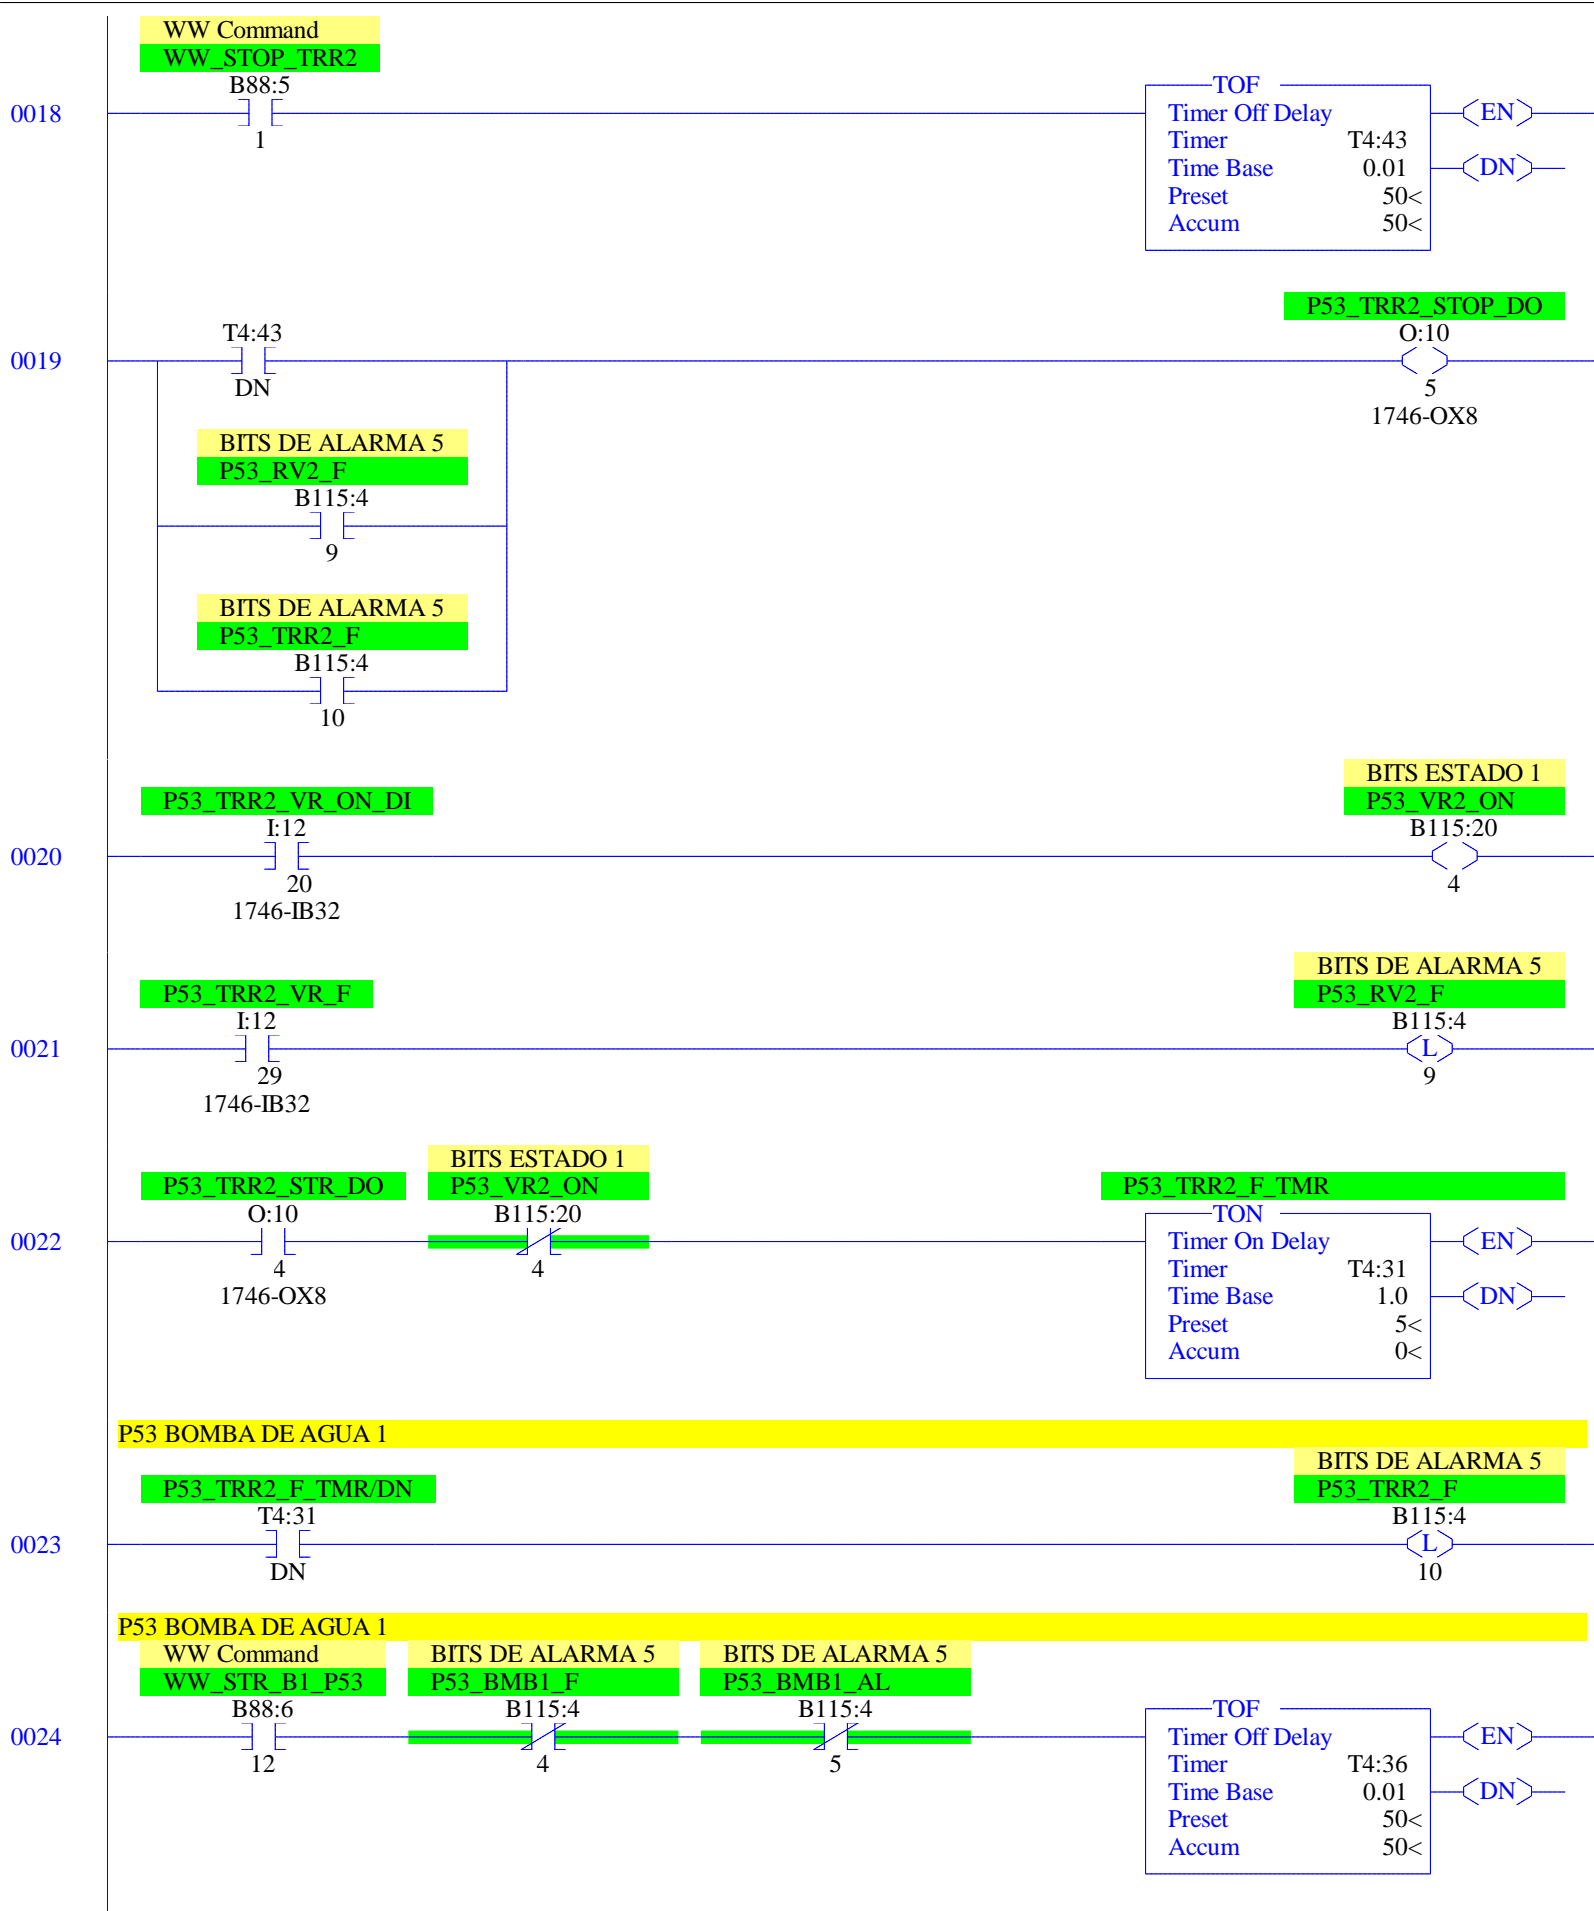 WW Command
WW_STOP_TRR2
B88:5
0018
1
TOF
Timer Off Delay
Timer T4:43
Time Base 0.01
Preset 50<
Accum 50<
EN
DN
P53_TRR2_STOP_DO
O:10
5
1746-OX8
0019
T4:43
DN
BITS DE ALARMA 5
P53_RV2_F
B115:4
9
BITS DE ALARMA 5
P53_TRR2_F
B115:4
10
P53_TRR2_VR_ON_DI
I:12
0020
20
1746-IB32
BITS ESTADO 1
P53_VR2_ON
B115:20
4
P53_TRR2_VR_F
I:12
0021
29
1746-IB32
BITS DE ALARMA 5
P53_RV2_F
B115:4
L
9
P53_TRR2_STR_DO
O:10
0022
4
1746-OX8
BITS ESTADO 1
P53_VR2_ON
B115:20
4
P53_TRR2_F_TMR
TON
Timer On Delay
Timer T4:31
Time Base 1.0
Preset 5<
Accum 0<
EN
DN
P53 BOMBA DE AGUA 1
P53_TRR2_F_TMR/DN
T4:31
0023
DN
BITS DE ALARMA 5
P53_TRR2_F
B115:4
L
10
P53 BOMBA DE AGUA 1
WW Command
WW_STR_B1_P53
B88:6
0024
12
BITS DE ALARMA 5
P53_BMB1_F
B115:4
4
BITS DE ALARMA 5
P53_BMB1_AL
B115:4
5
TOF
Timer Off Delay
Timer T4:36
Time Base 0.01
Preset 50<
Accum 50<
EN
DN